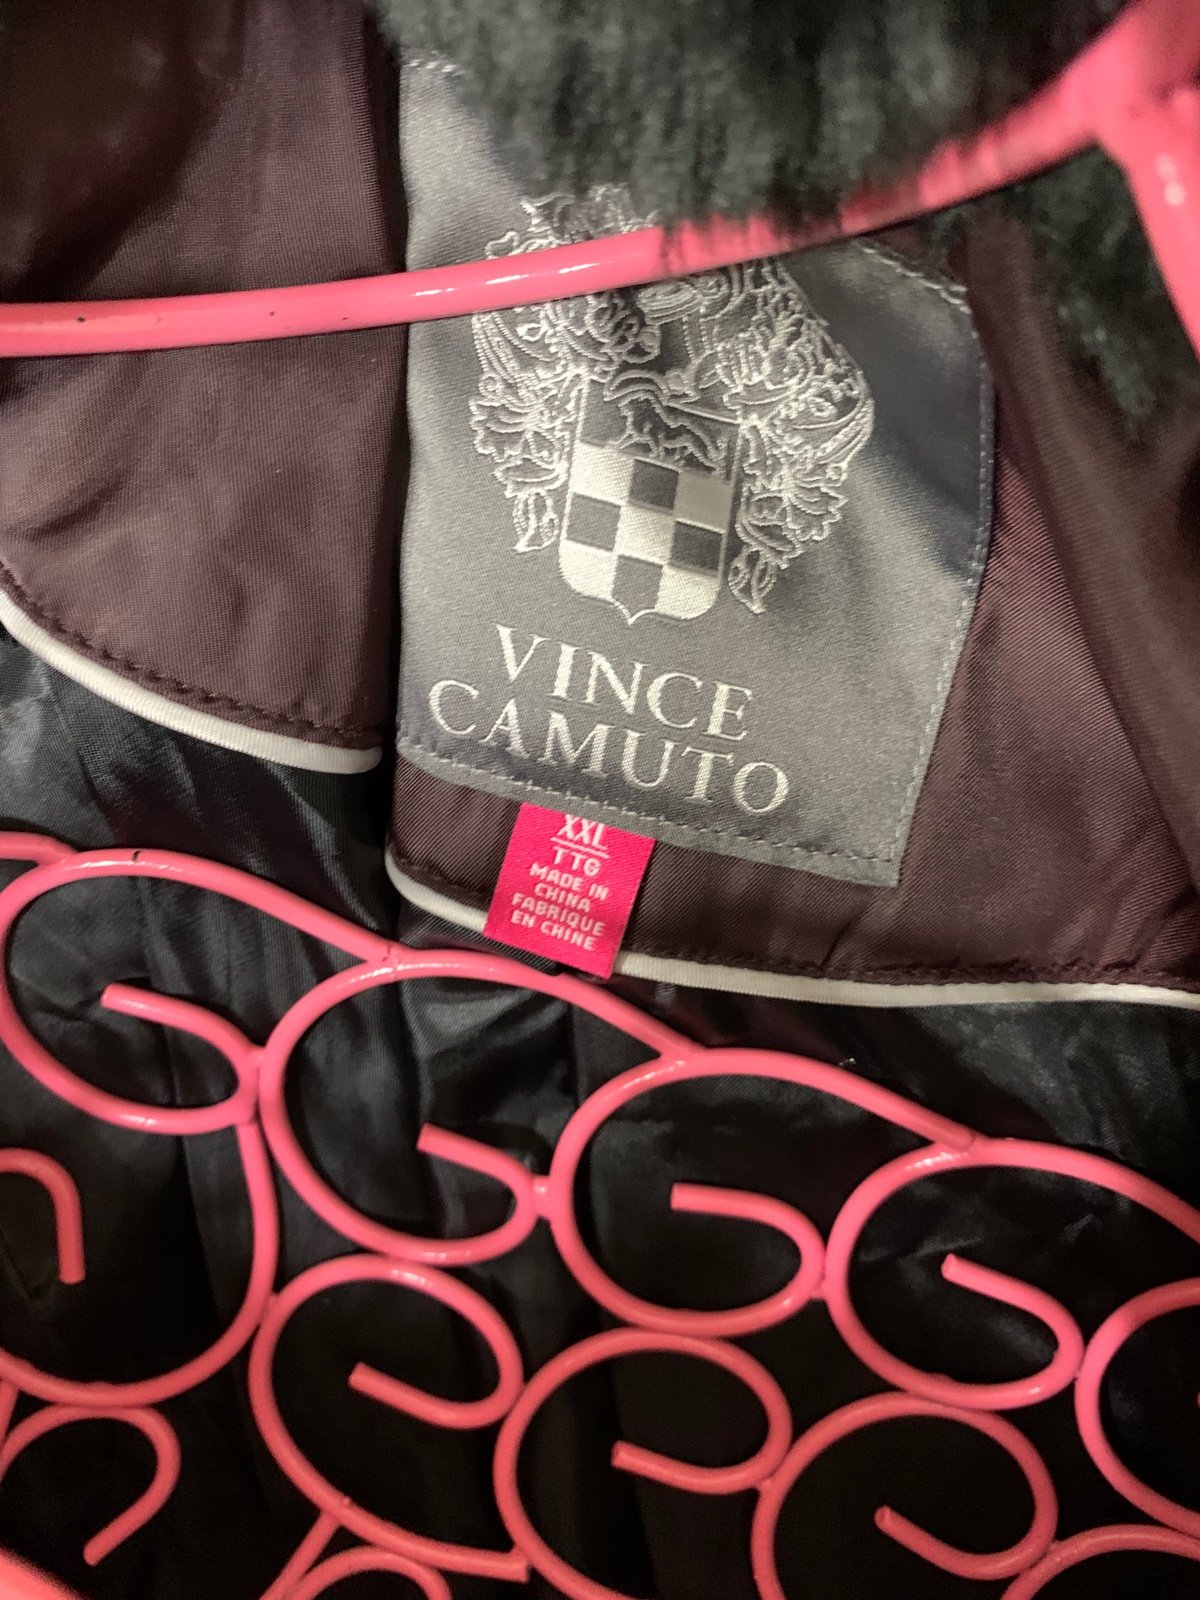 VINCE
CAMUTO
XXL
TTG
MADE IN
CHINA
FABRIQUE
EN CHINE